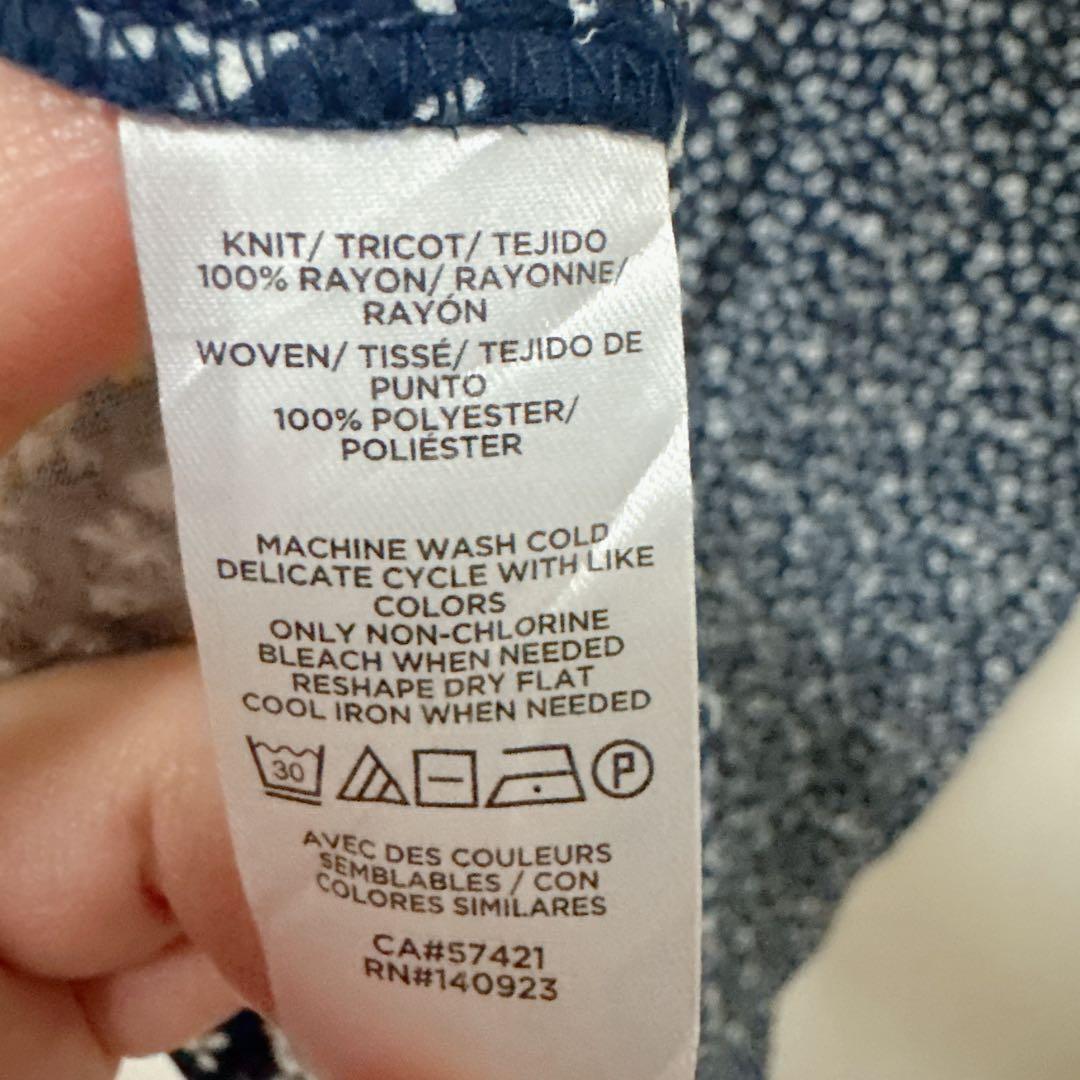 KNIT/ TRICOT/ TEJIDO
100% RAYON/ RAYONNE/
RAYÓN
WOVEN/ TISSÉ/ TEJIDO DE
PUNTO
100% POLYESTER/
POLIÉSTER
MACHINE WASH COLD
DELICATE CYCLE WITH LIKE
COLORS
ONLY NON-CHLORINE
BLEACH WHEN NEEDED
RESHAPE DRY FLAT
COOL IRON WHEN NEEDED
30 P
AVEC DES COULEURS
SEMBLABLES / CON
COLORES SIMILARES
CA#57421
RN#140923